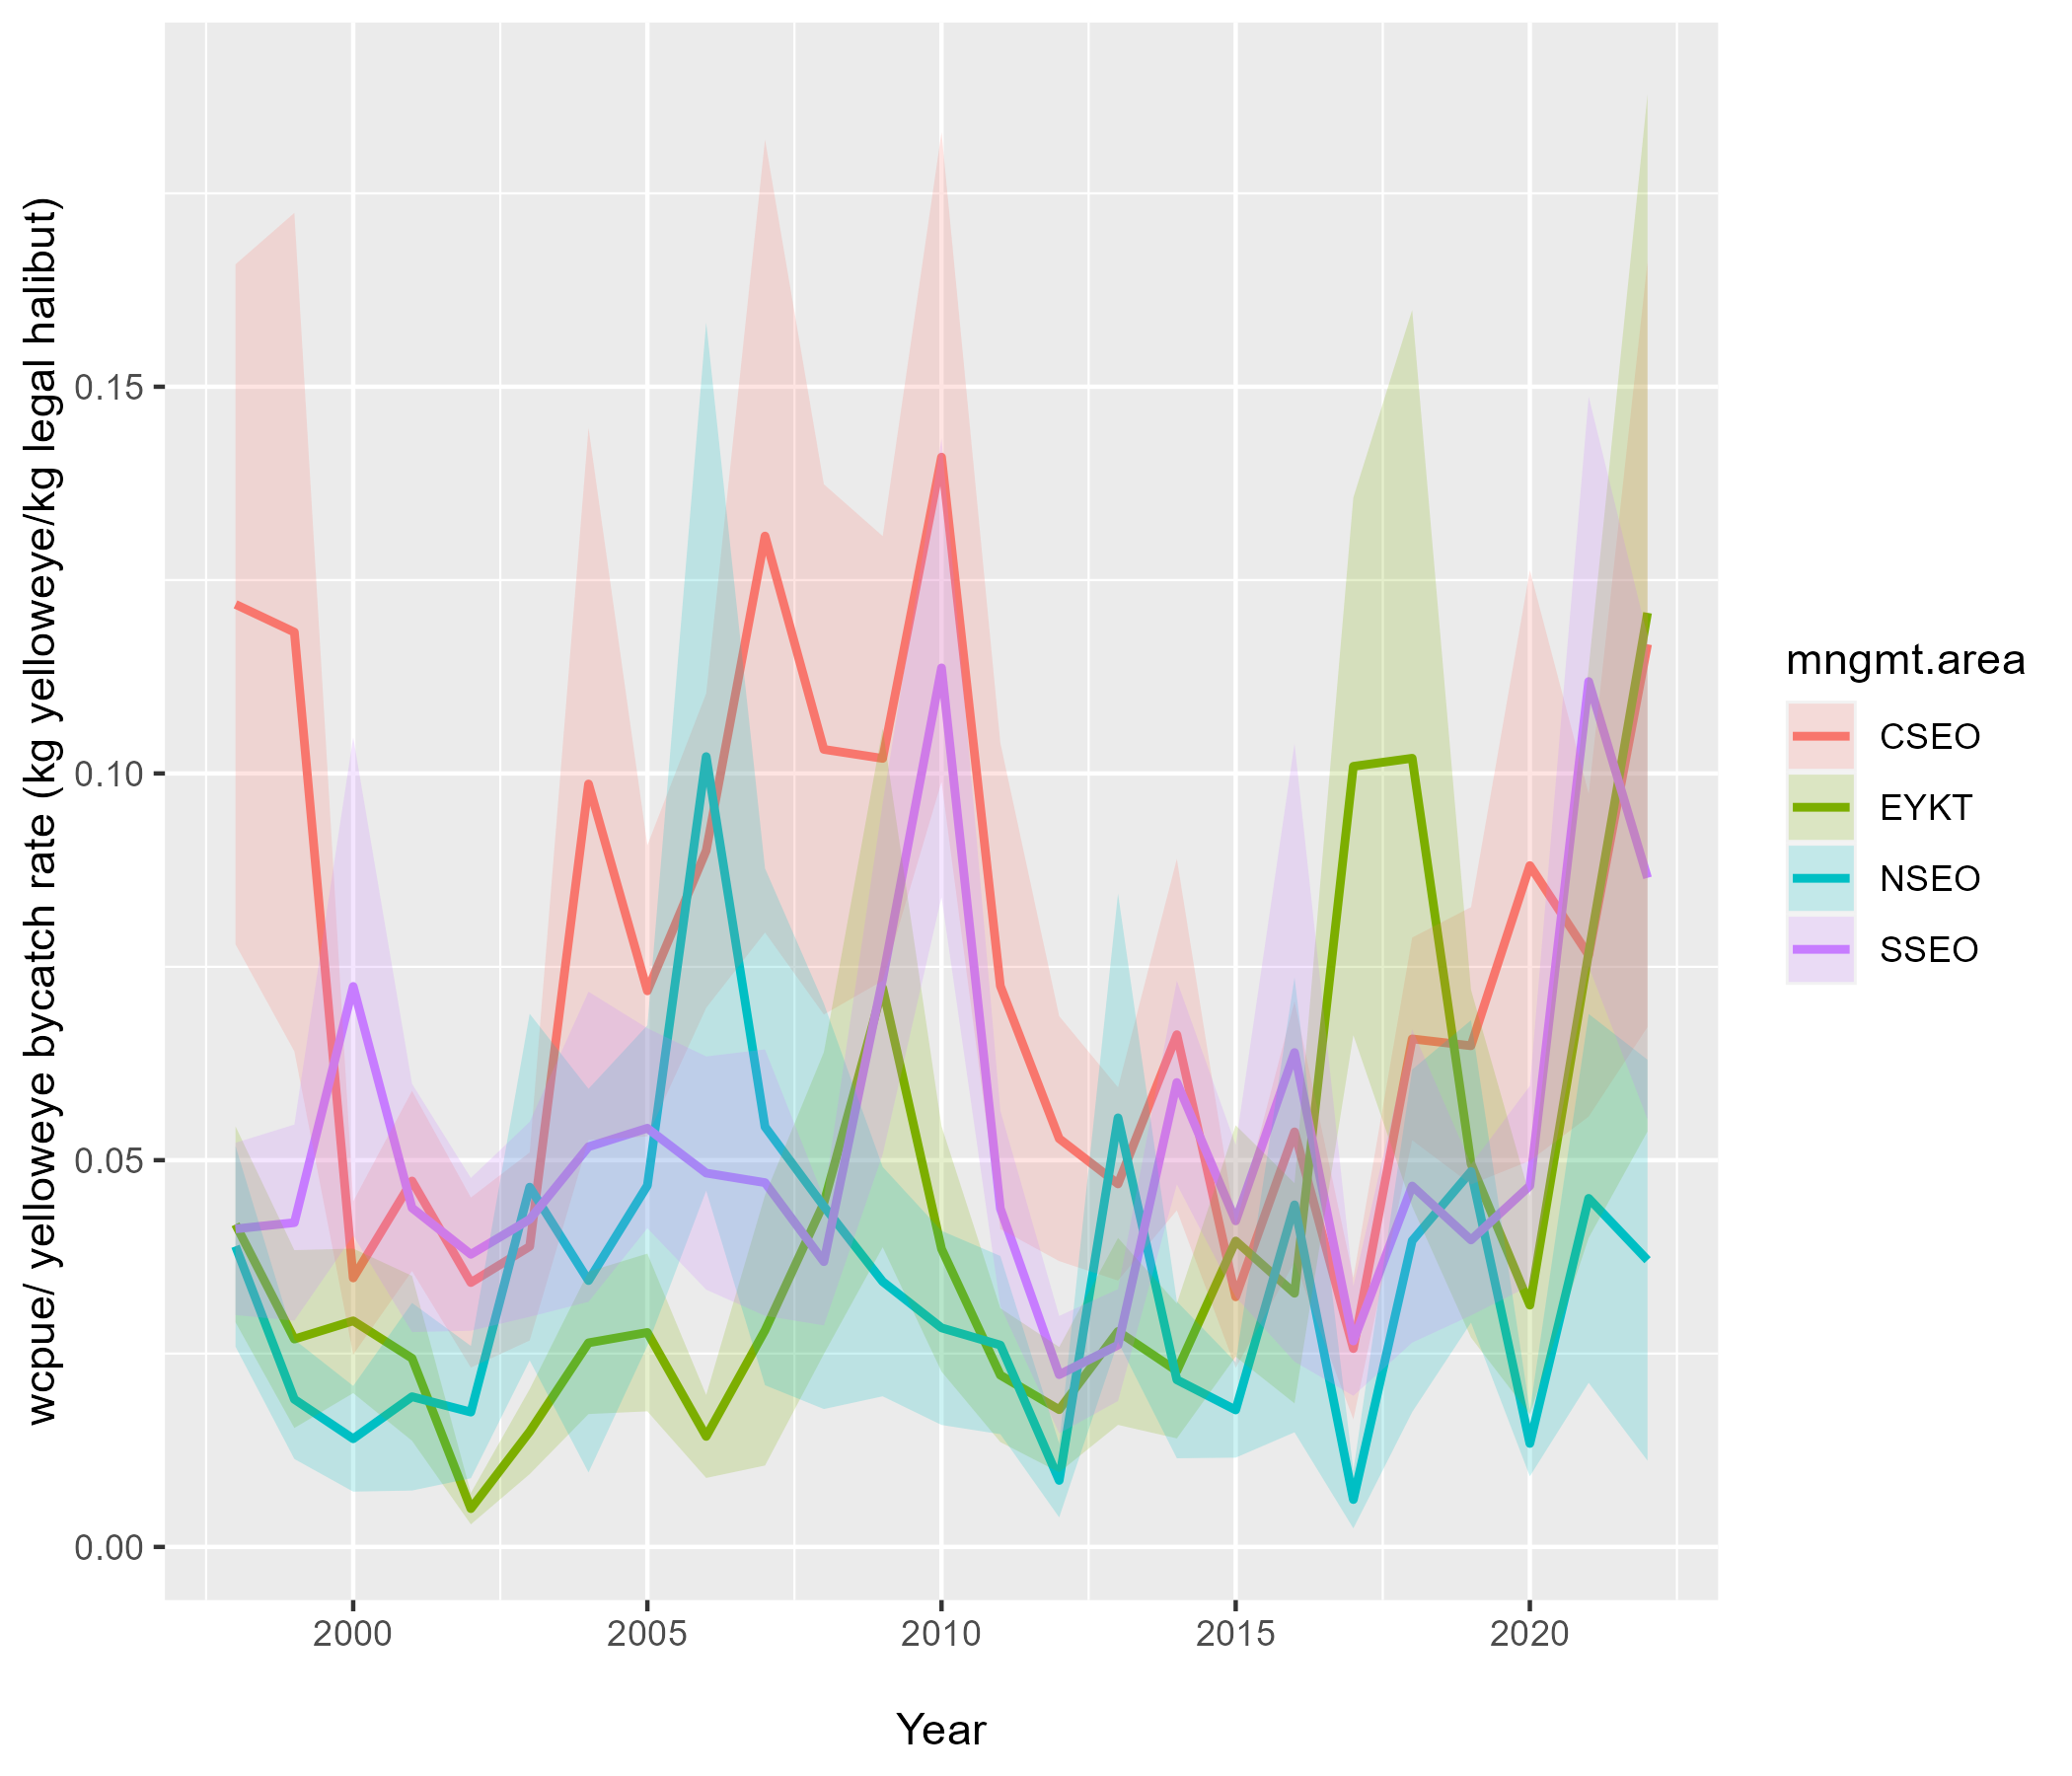 wcpue/ yelloweye bycatch rate (kg yelloweye/kg legal halibut)
0.15
0.10
0.05
0.00
2000
2005
2010
2015
2020
Year
mngmt.area
CSEO
EYKT
NSEO
SSEO